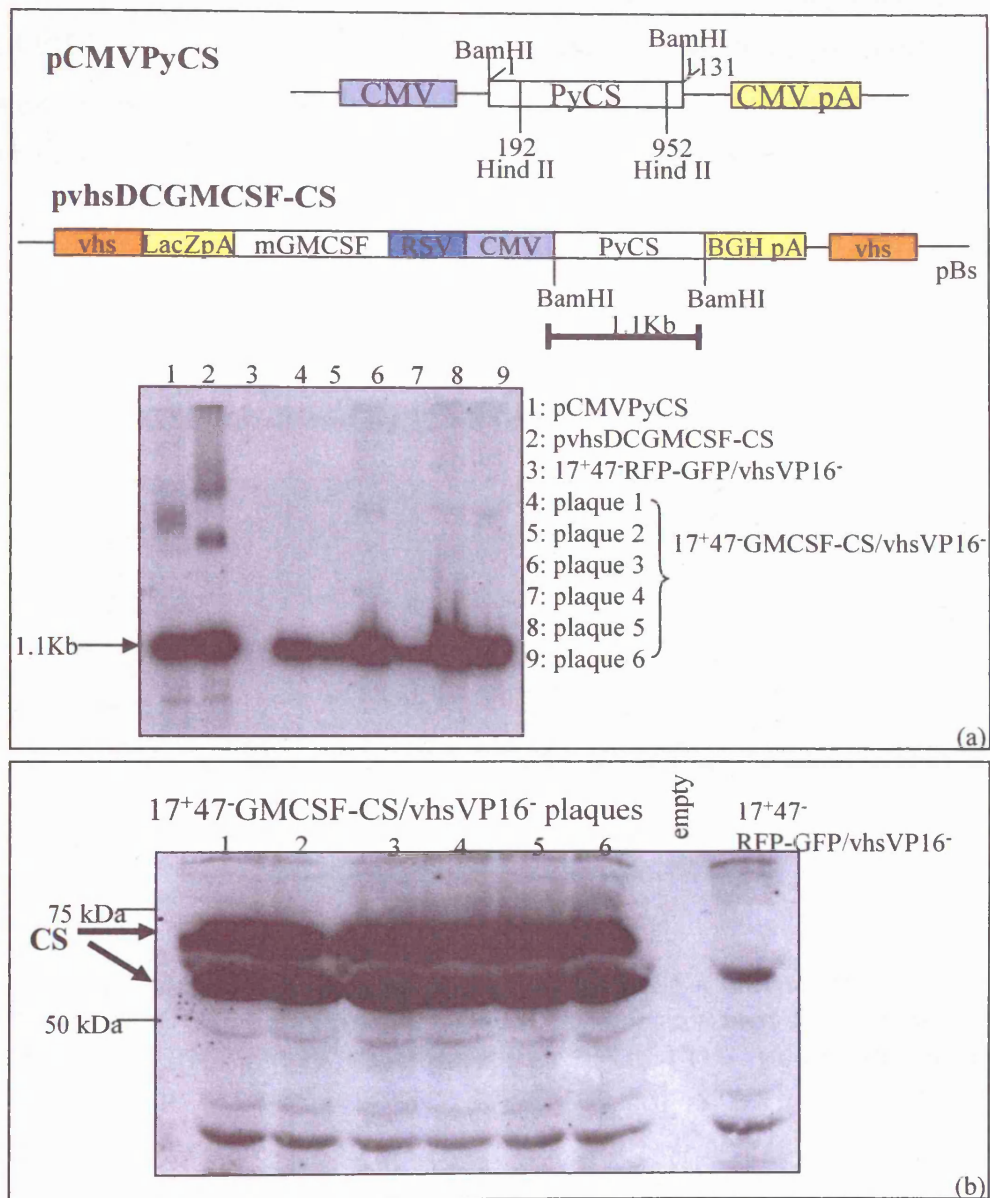 pCMVPyCS
BamHI
BamHI
1
1131
CMV
PyCS
CMV pA
192
952
Hind II
Hind II
pvhsDCGMCSF-CS
vhs
LacZpA
mGMCSF
RSV
CMV
PyCS
BGH pA
vhs
pBs
BamHI
BamHI
1.1Kb
1 2 3 4 5 6 7 8 9
1: pCMVPyCS
2: pvhsDCGMCSF-CS
3: 17⁺47⁻RFP-GFP/vhsVP16⁻
4: plaque 1
5: plaque 2
6: plaque 3
7: plaque 4
8: plaque 5
9: plaque 6
17⁺47⁻GMCSF-CS/vhsVP16⁻
1.1Kb
(a)
17⁺47⁻GMCSF-CS/vhsVP16⁻ plaques
empty
17⁺47⁻
RFP-GFP/vhsVP16⁻
1 2 3 4 5 6
75 kDa
CS
50 kDa
(b)